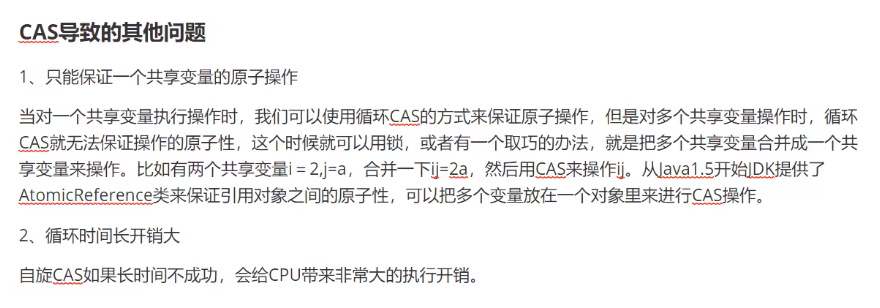 CAS导致的其他问题
1、只能保证一个共享变量的原子操作
当对一个共享变量执行操作时，我们可以使用循环CAS的方式来保证原子操作，但是对多个共享变量操作时，循环
CAS就无法保证操作的原子性，这个时候就可以用锁，或者有一个取巧的办法，就是把多个共享变量合并成一个共
享变量来操作。比如有两个共享变量i = 2,j=a，合并一下ij=2a，然后用CAS来操作ij。从Java1.5开始JDK提供了
AtomicReference类来保证引用对象之间的原子性，可以把多个变量放在一个对象里来进行CAS操作。
2、循环时间长开销大
自旋CAS如果长时间不成功，会给CPU带来非常大的执行开销。